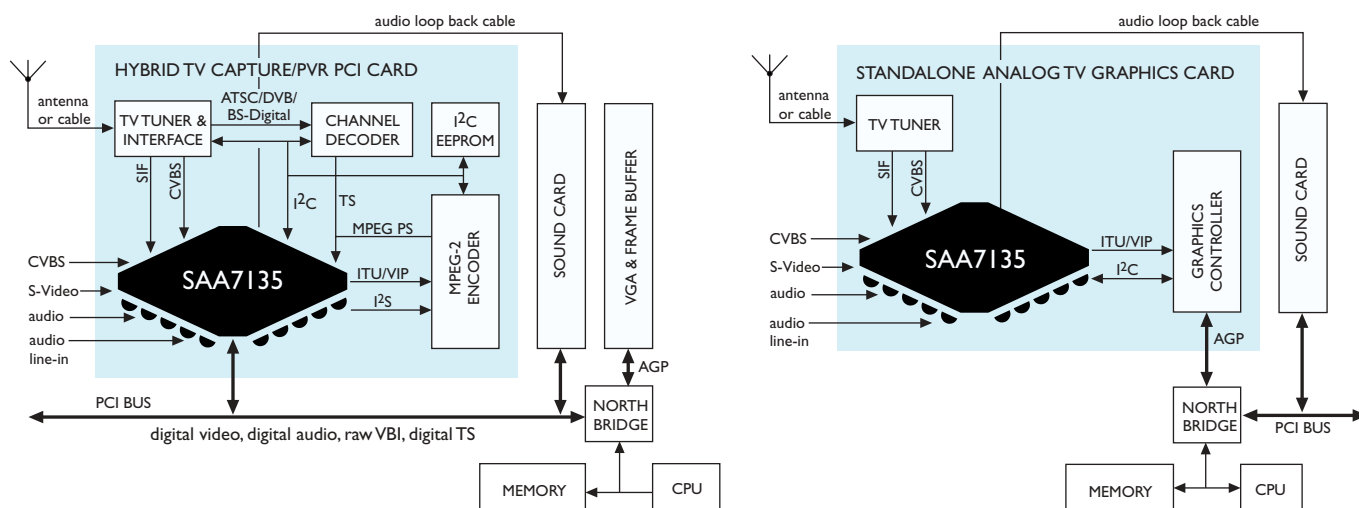 audio loop back cable
HYBRID TV CAPTURE/PVR PCI CARD
antenna
or cable
ATSC/DVB/
BS-Digital
TV TUNER &
INTERFACE
CHANNEL
DECODER
I²C
EEPROM
SIF
CVBS
I²C
TS
MPEG PS
MPEG-2
ENCODER
SOUND CARD
VGA & FRAME BUFFER
CVBS
S-Video
audio
audio
line-in
SAA7135
ITU/VIP
I²S
AGP
PCI BUS
digital video, digital audio, raw VBI, digital TS
NORTH
BRIDGE
MEMORY
CPU
audio loop back cable
STANDALONE ANALOG TV GRAPHICS CARD
antenna
or cable
TV TUNER
SIF
CVBS
CVBS
S-Video
audio
audio
line-in
SAA7135
ITU/VIP
I²C
GRAPHICS
CONTROLLER
SOUND CARD
AGP
NORTH
BRIDGE
PCI BUS
MEMORY
CPU